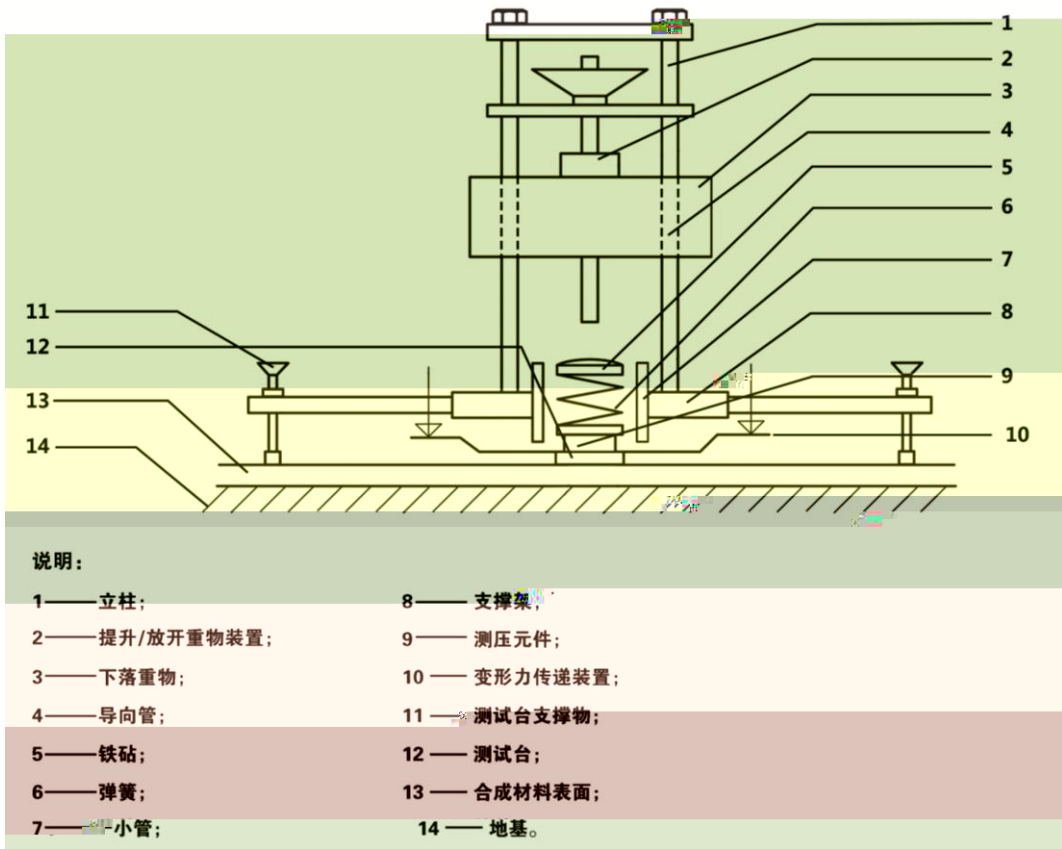 1
2
3
4
5
6
7
8
9
10
11
12
13
14
说明：
1——立柱；
2——提升/放开重物装置；
3——下落重物；
4——导向管；
5——铁砧；
6——弹簧；
7——小管；
8——支撑架；
9——测压元件；
10——变形力传递装置；
11——测试台支撑物；
12——测试台；
13——合成材料表面；
14——地基。